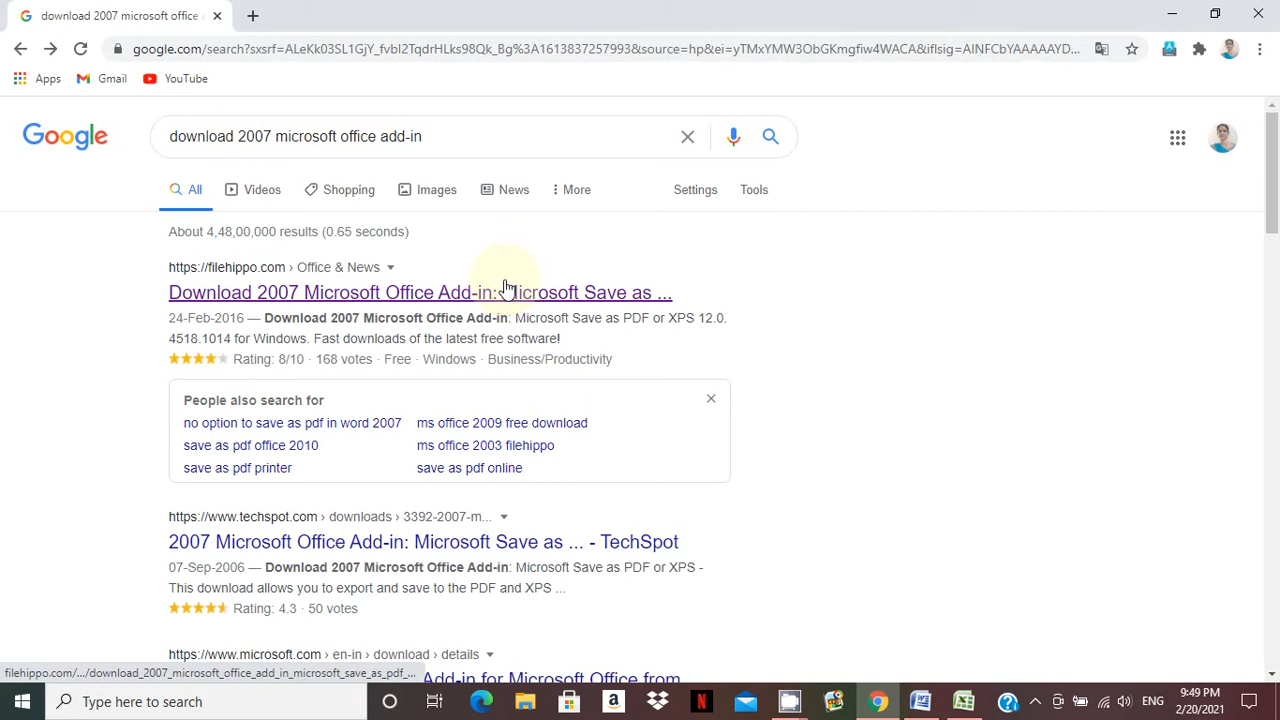 download 2007 microsoft office a
google.com/search?sxsrf=ALeKk03SL1GjY_fvbl2TqdrHLks98Qk_Bg%3A1613837257993&source=hp&ei=yTMxYMW3ObGKmgfiw4WACA&iflsig=AINFCbYAAAAAYD...
Apps Gmail YouTube
Google download 2007 microsoft office add-in
All Videos Shopping Images News More Settings Tools
About 4,48,00,000 results (0.65 seconds)
https://filehippo.com › Office & News
Download 2007 Microsoft Office Add-in: Microsoft Save as ...
24-Feb-2016 — Download 2007 Microsoft Office Add-in: Microsoft Save as PDF or XPS 12.0.
4518.1014 for Windows. Fast downloads of the latest free software!
Rating: 8/10 · 168 votes · Free · Windows · Business/Productivity
People also search for
no option to save as pdf in word 2007 ms office 2009 free download
save as pdf office 2010 ms office 2003 filehippo
save as pdf printer save as pdf online
https://www.techspot.com › downloads › 3392-2007-m...
2007 Microsoft Office Add-in: Microsoft Save as ... - TechSpot
07-Sep-2006 — Download 2007 Microsoft Office Add-in: Microsoft Save as PDF or XPS -
This download allows you to export and save to the PDF and XPS ...
Rating: 4.3 · 50 votes
https://www.microsoft.com › en-in › download › details
Add-in for Microsoft Office from
filehippo.com/.../download_2007_microsoft_office_add_in_microsoft_save_as_pdf_...
Type here to search
ENG
9:49 PM
2/20/2021